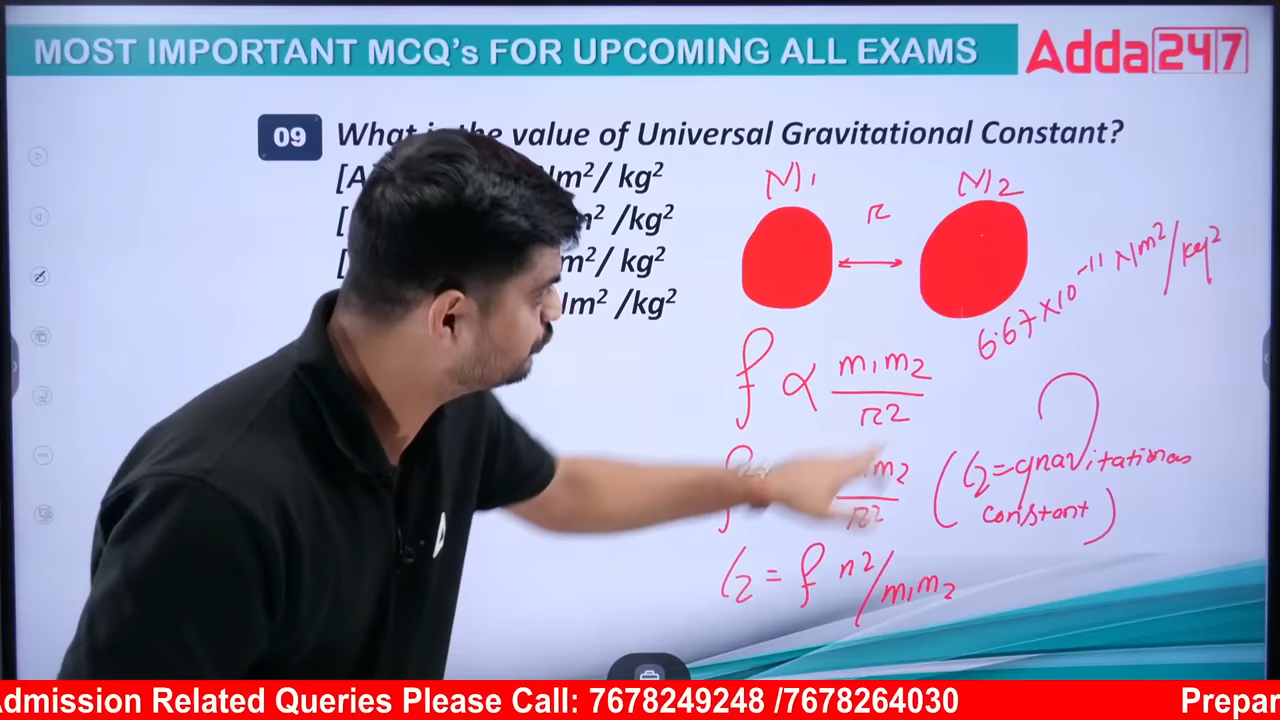 MOST IMPORTANT MCQ's FOR UPCOMING ALL EXAMS
Adda247
09
What is the value of Universal Gravitational Constant?
[A m²/ kg²
[ m² /kg²
[ m²/ kg²
Nm² /kg²
M₁
M₂
r
6.67×10⁻¹¹ Nm²/kg²
f ∝ m₁m₂
r2
f m₂
r2
(G=gravitational
constant)
G = f r²/m₁m₂
dmission Related Queries Please Call: 7678249248 /7678264030
Prepar